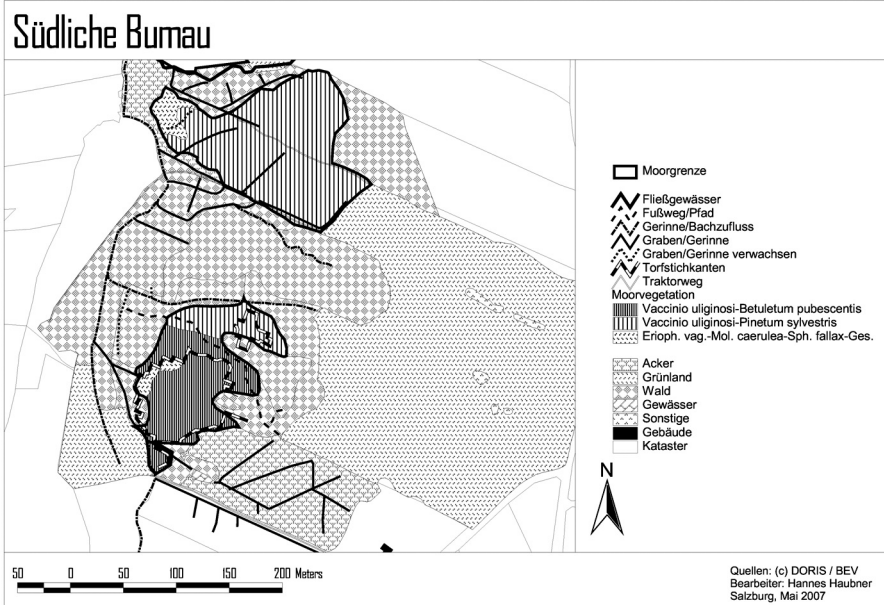 Südliche Bumau
Moorgrenze
Fließgewässer
Fußweg/Pfad
Gerinne/Bachzufluss
Graben/Gerinne
Graben/Gerinne verwachsen
Torfstichkanten
Traktorweg
Moorvegetation
Vaccinio uliginosi-Betuletum pubescentis
Vaccinio uliginosi-Pinetum sylvestris
Erioph. vag.-Mol. caerulea-Sph. fallax-Ges.
Acker
Grünland
Wald
Gewässer
Sonstige
Gebäude
Kataster
N
50 0 50 100 150 200 Meters
Quellen: (c) DORIS / BEV
Bearbeiter: Hannes Haubner
Salzburg, Mai 2007